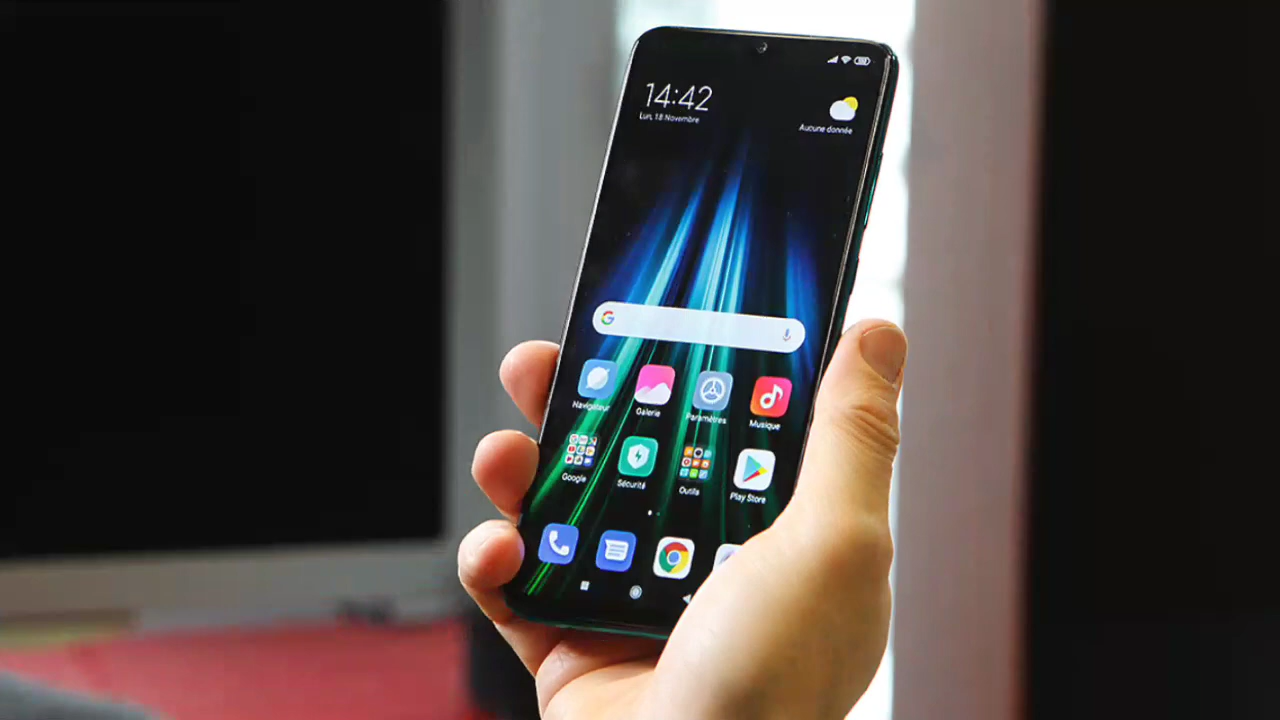 14:42
Lun, 18 Novembre
Aucune donnée
Navigateur
Galerie
Paramètres
Musique
Google
Sécurité
Outils
Play Store